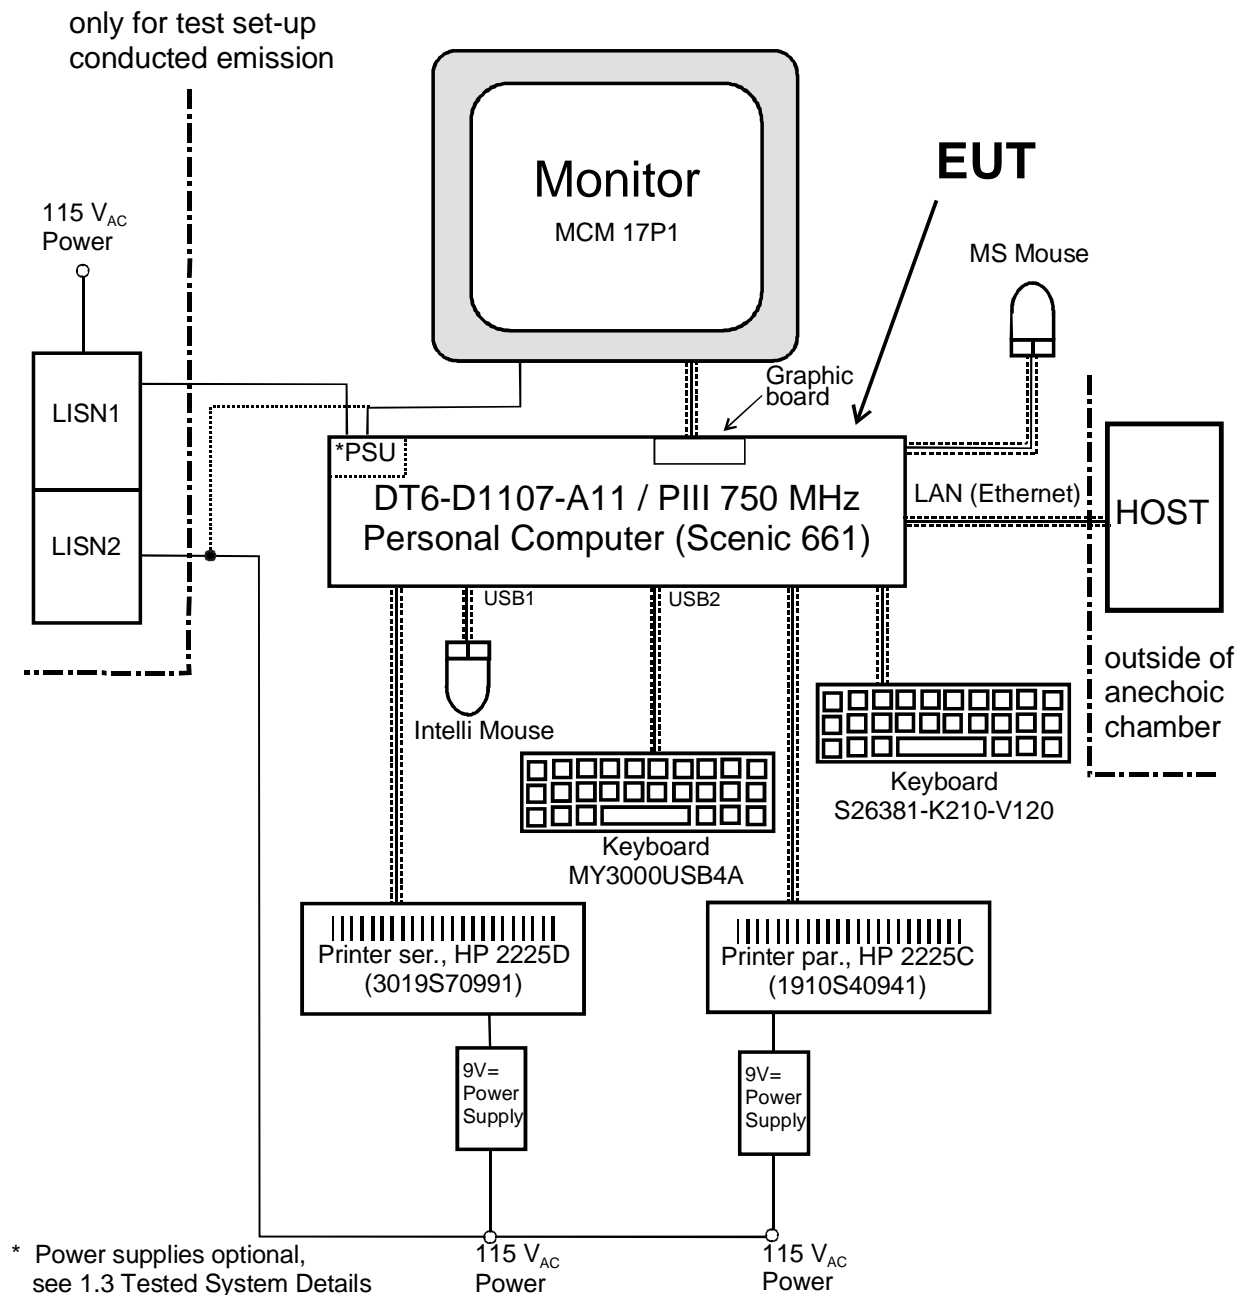 only for test set-up
conducted emission
Monitor
MCM 17P1
EUT
115 VAC
Power
MS Mouse
Graphic
board
LISN1
*PSU
DT6-D1107-A11 / PIII 750 MHz
Personal Computer (Scenic 661)
LAN (Ethernet)
HOST
LISN2
USB1
USB2
outside of
anechoic
chamber
Intelli Mouse
Keyboard
S26381-K210-V120
Keyboard
MY3000USB4A
Printer ser., HP 2225D
(3019S70991)
Printer par., HP 2225C
(1910S40941)
9V=
Power
Supply
9V=
Power
Supply
115 VAC
Power
115 VAC
Power
* Power supplies optional,
see 1.3 Tested System Details